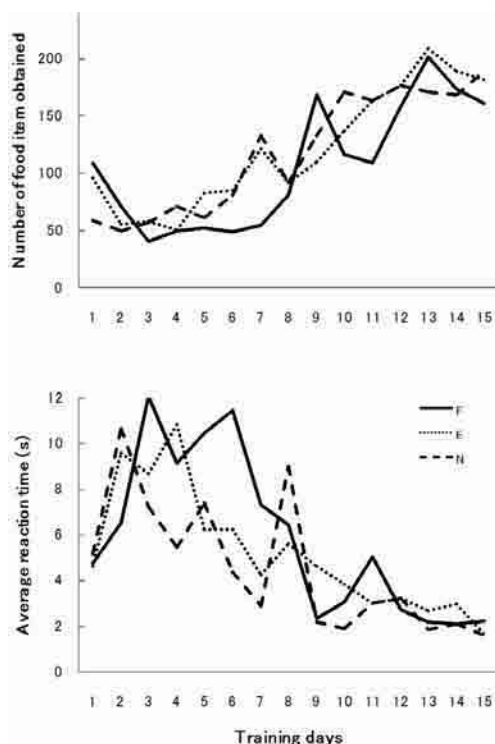 Number of food item obtained
200
150
100
50
0
1 2 3 4 5 6 7 8 9 10 11 12 13 14 15
Average reaction time (s)
12
10
8
6
4
2
0
F
E
N
1 2 3 4 5 6 7 8 9 10 11 12 13 14 15
Training days